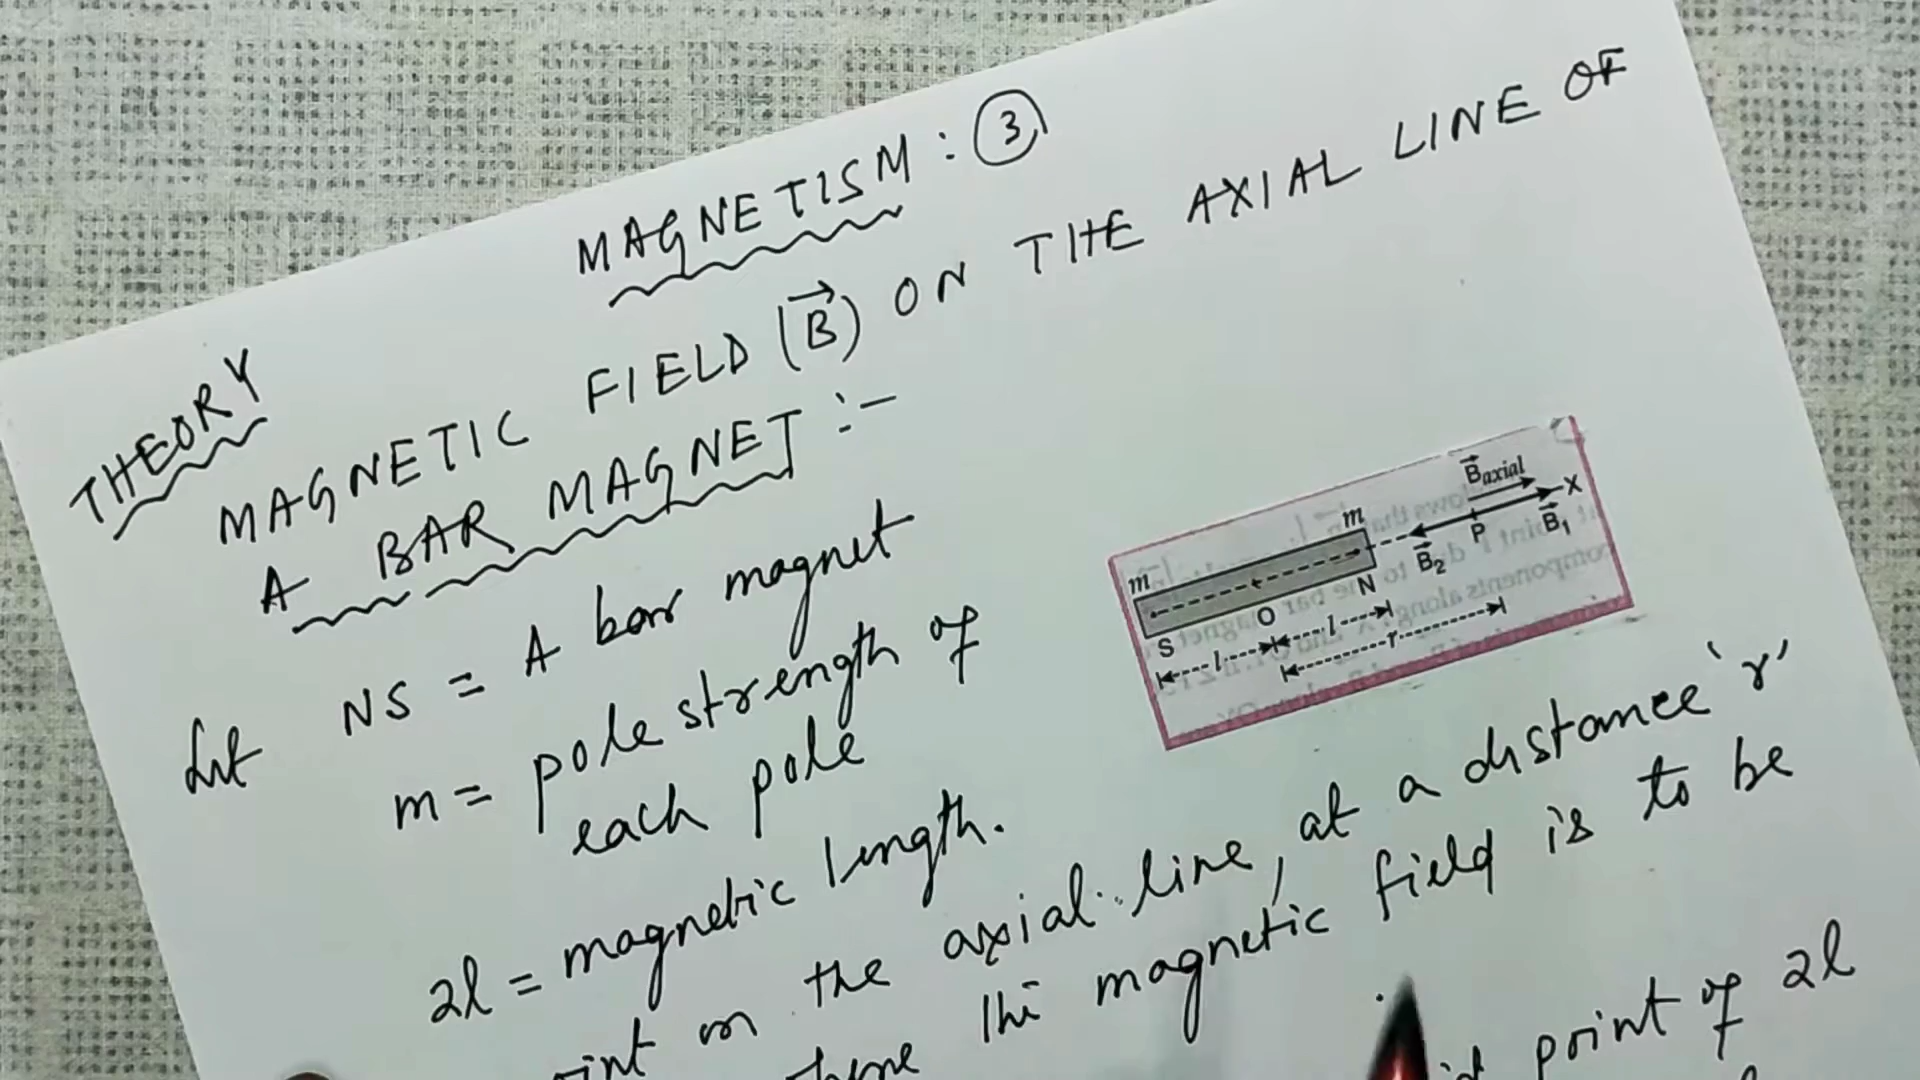 MAGNETISM : 3
THEORY
MAGNETIC FIELD (B⃗) ON THE AXIAL LINE OF
A BAR MAGNET :-
Let NS = A bar magnet
m = pole strength of
each pole
2l = magnetic length.
on the axial line, at a distance 'r'
the magnetic field is to be
point of 2l
B⃗axial
X
m
P
B⃗1
m
B⃗2
N
O
S
l
l
r